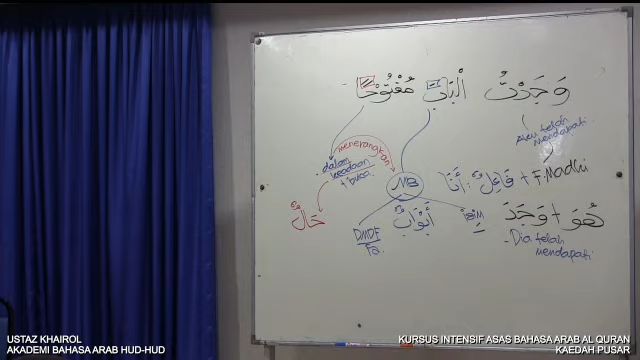 وَجَدْتُ الْبَابَ مَفْتُوْحًا
Aku telah
mendapati
menerangkan
dalam
keadaan
terbuka
NB
فَاعِلٌ: أَنَا + F. Madhi
حَالٌ
أَبْوَابٌ
هُوَ + وَجَدَ
DMDF
Dia telah
mendapati
USTAZ KHAIROL
AKADEMI BAHASA ARAB HUD-HUD
KURSUS INTENSIF ASAS BAHASA ARAB AL QURAN
KAEDAH PUSAR